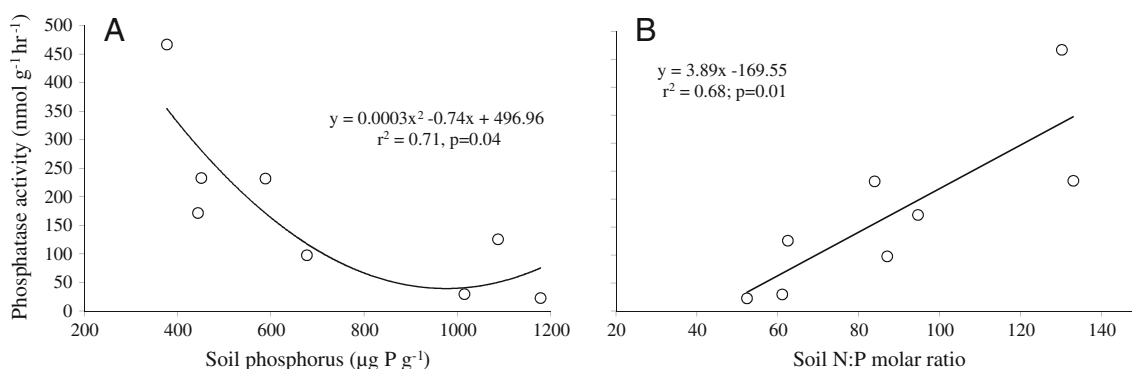 A
B
Phosphatase activity (nmol g⁻¹hr⁻¹)
500
450
400
350
300
250
200
150
100
50
0
y = 0.0003x² -0.74x + 496.96
r² = 0.71, p=0.04
200 400 600 800 1000 1200
Soil phosphorus (µg P g⁻¹)
y = 3.89x -169.55
r² = 0.68; p=0.01
20 40 60 80 100 120 140
Soil N:P molar ratio